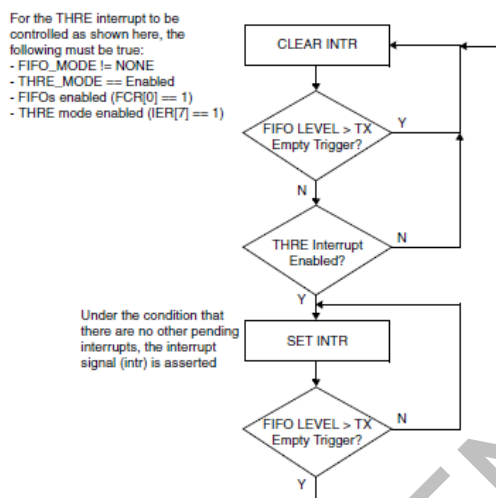 For the THRE interrupt to be
controlled as shown here, the
following must be true:
- FIFO_MODE != NONE
- THRE_MODE == Enabled
- FIFOs enabled (FCR[0] == 1)
- THRE mode enabled (IER[7] == 1)
CLEAR INTR
FIFO LEVEL > TX
Empty Trigger?
Y
N
THRE Interrupt
Enabled?
N
Y
Under the condition that
there are no other pending
interrupts, the interrupt
signal (intr) is asserted
SET INTR
FIFO LEVEL > TX
Empty Trigger?
N
Y